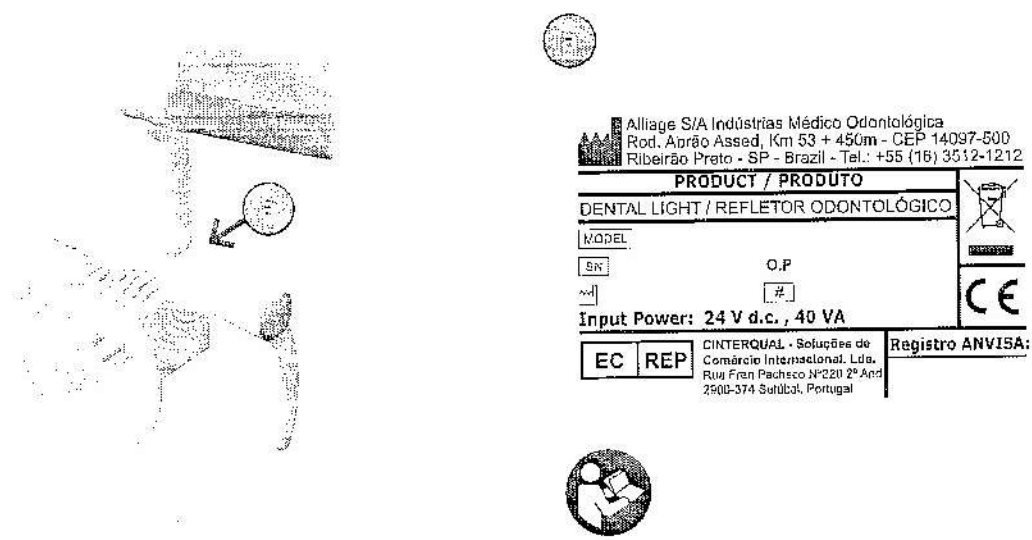 Alliage S/A Indústrias Médico Odontológica
Rod. Abrão Assed, Km 53 + 450m - CEP 14097-500
Ribeirão Preto - SP - Brazil - Tel.: +55 (16) 3512-1212
PRODUCT / PRODUTO
DENTAL LIGHT / REFLETOR ODONTOLÓGICO
MODEL
SN O.P
#
Input Power: 24 V d.c. , 40 VA
CE
EC REP
CINTERQUAL - Soluções de
Comércio Internacional. Lda.
Rua Fran Pacheco Nº220 2º And
2900-374 Setúbal, Portugal
Registro ANVISA: